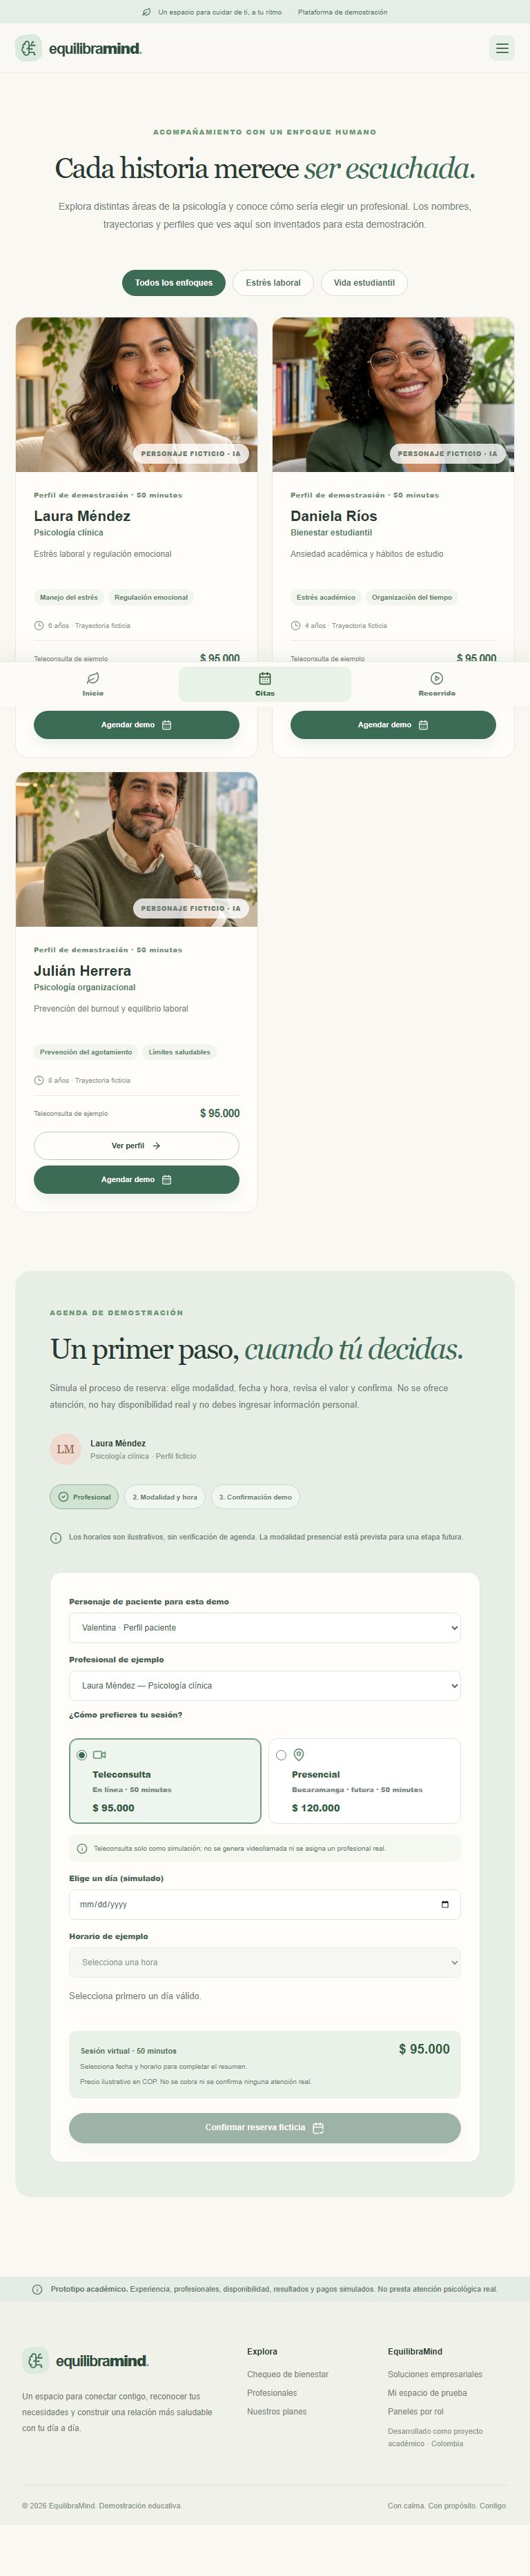 Un espacio para cuidar de ti, a tu ritmo · Plataforma de demostración
equilibramind.
ACOMPAÑAMIENTO CON UN ENFOQUE HUMANO
Cada historia merece ser escuchada.
Explora distintas áreas de la psicología y conoce cómo sería elegir un profesional. Los nombres,
trayectorias y perfiles que ves aquí son inventados para esta demostración.
Todos los enfoques
Estrés laboral
Vida estudiantil
PERSONAJE FICTICIO · IA
Perfil de demostración · 50 minutos
Laura Méndez
Psicología clínica
Estrés laboral y regulación emocional
Manejo del estrés
Regulación emocional
6 años · Trayectoria ficticia
Teleconsulta de ejemplo
$ 95.000
Agendar demo
PERSONAJE FICTICIO · IA
Perfil de demostración · 50 minutos
Daniela Ríos
Bienestar estudiantil
Ansiedad académica y hábitos de estudio
Estrés académico
Organización del tiempo
4 años · Trayectoria ficticia
Teleconsulta de ejemplo
$ 95.000
Agendar demo
Inicio
Citas
Recorrido
PERSONAJE FICTICIO · IA
Perfil de demostración · 50 minutos
Julián Herrera
Psicología organizacional
Prevención del burnout y equilibrio laboral
Prevención del agotamiento
Límites saludables
8 años · Trayectoria ficticia
Teleconsulta de ejemplo
$ 95.000
Ver perfil
Agendar demo
AGENDA DE DEMOSTRACIÓN
Un primer paso, cuando tú decidas.
Simula el proceso de reserva: elige modalidad, fecha y hora, revisa el valor y confirma. No se ofrece
atención, no hay disponibilidad real y no debes ingresar información personal.
LM
Laura Méndez
Psicología clínica · Perfil ficticio
Profesional
2. Modalidad y hora
3. Confirmación demo
Los horarios son ilustrativos, sin verificación de agenda. La modalidad presencial está prevista para una etapa futura.
Personaje de paciente para esta demo
Valentina · Perfil paciente
Profesional de ejemplo
Laura Méndez — Psicología clínica
¿Cómo prefieres tu sesión?
Teleconsulta
En línea · 50 minutos
$ 95.000
Presencial
Bucaramanga · futura · 50 minutos
$ 120.000
Teleconsulta solo como simulación; no se genera videollamada ni se asigna un profesional real.
Elige un día (simulado)
mm/dd/yyyy
Horario de ejemplo
Selecciona una hora
Selecciona primero un día válido.
Sesión virtual · 50 minutos
$ 95.000
Selecciona fecha y horario para completar el resumen.
Precio ilustrativo en COP. No se cobra ni se confirma ninguna atención real.
Confirmar reserva ficticia
Prototipo académico. Experiencia, profesionales, disponibilidad, resultados y pagos simulados. No presta atención psicológica real.
equilibramind.
Un espacio para conectar contigo, reconocer tus
necesidades y construir una relación más saludable
con tu día a día.
Explora
Chequeo de bienestar
Profesionales
Nuestros planes
EquilibraMind
Soluciones empresariales
Mi espacio de prueba
Paneles por rol
Desarrollado como proyecto
académico · Colombia
© 2026 EquilibraMind. Demostración educativa.
Con calma. Con propósito. Contigo.